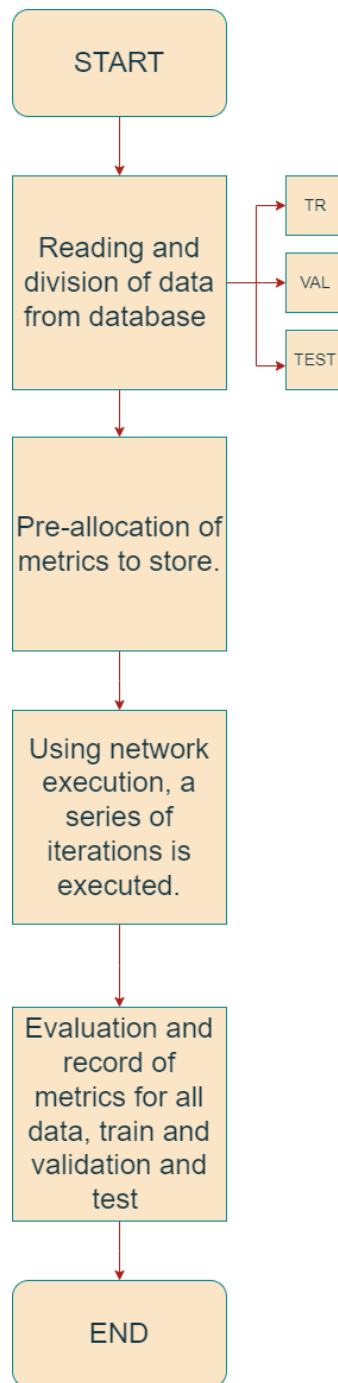 START
Reading and
division of data
from database
TR
VAL
TEST
Pre-allocation of
metrics to store.
Using network
execution, a
series of
iterations is
executed.
Evaluation and
record of
metrics for all
data, train and
validation and
test
END